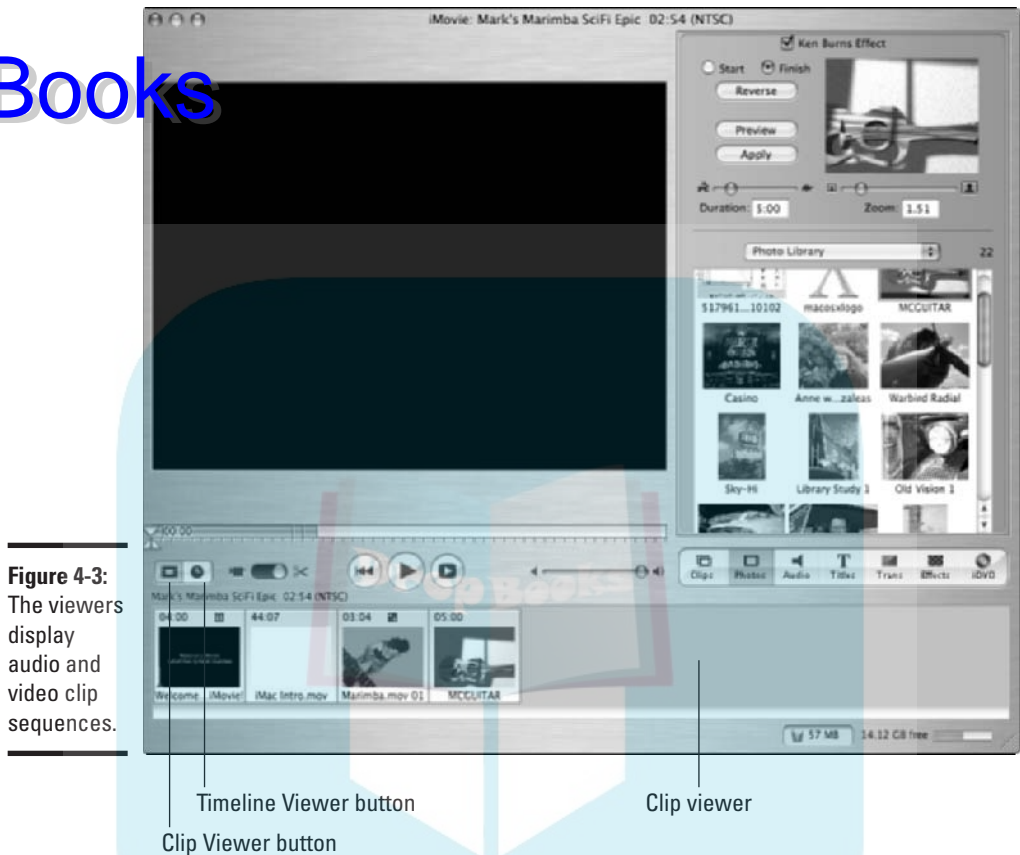 iMovie: Mark's Marimba SciFi Epic 02:54 (NTSC)
Books
Ken Burns Effect
Start Finish
Reverse
Preview
Apply
Duration: 5:00 Zoom: 1.51
Photo Library 22
517961...10102 macosxlogo MCGUITAR
Casino Anne w...zaleas Warbird Radial
Sky-Hi Library Study 1 Old Vision 1
Clips Photos Audio Titles Trans Effects iDVD
Mark's Marimba SciFi Epic 02:54 (NTSC)
04:00 44:07 03:04 05:00
Welcome...iMovie! iMac Intro.mov Marimba.mov 01 MCGUITAR
57 MB 14.12 GB free
Figure 4-3:
The viewers
display
audio and
video clip
sequences.
Timeline Viewer button
Clip viewer
Clip Viewer button